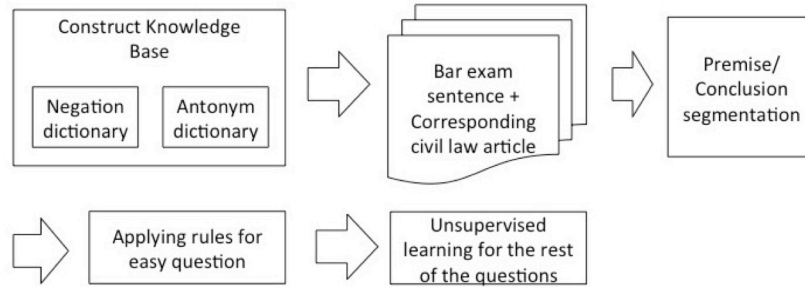 Construct Knowledge
Base
Negation
dictionary
Antonym
dictionary
Bar exam
sentence +
Corresponding
civil law article
Premise/
Conclusion
segmentation
Applying rules for
easy question
Unsupervised
learning for the rest
of the questions